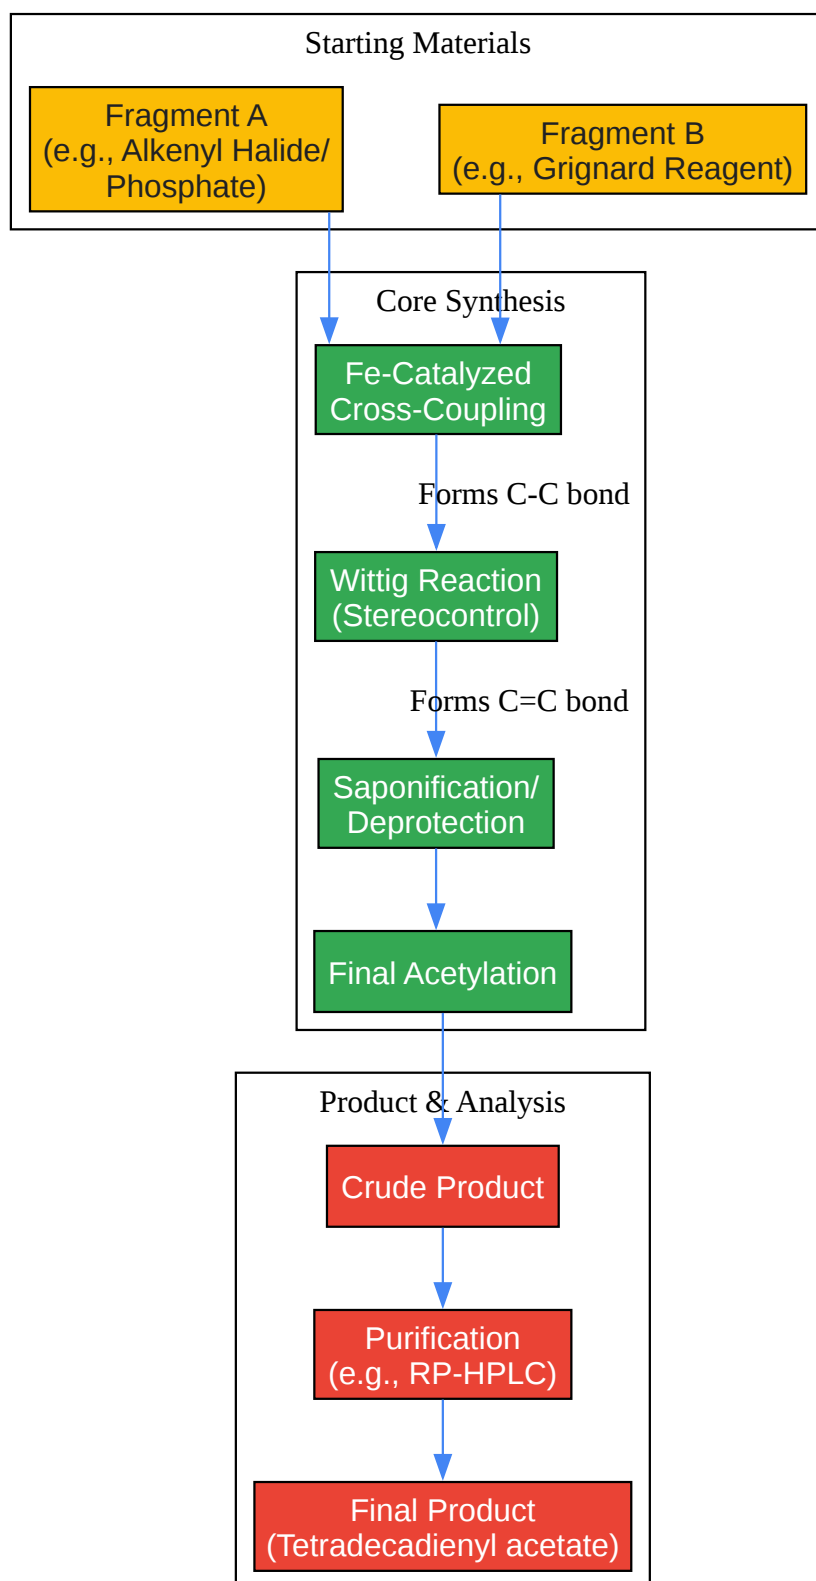 Starting Materials
Fragment A
(e.g., Alkenyl Halide/
Phosphate)
Fragment B
(e.g., Grignard Reagent)
Core Synthesis
Fe-Catalyzed
Cross-Coupling
Forms C-C bond
Wittig Reaction
(Stereocontrol)
Forms C=C bond
Saponification/
Deprotection
Final Acetylation
Product & Analysis
Crude Product
Purification
(e.g., RP-HPLC)
Final Product
(Tetradecadienyl acetate)